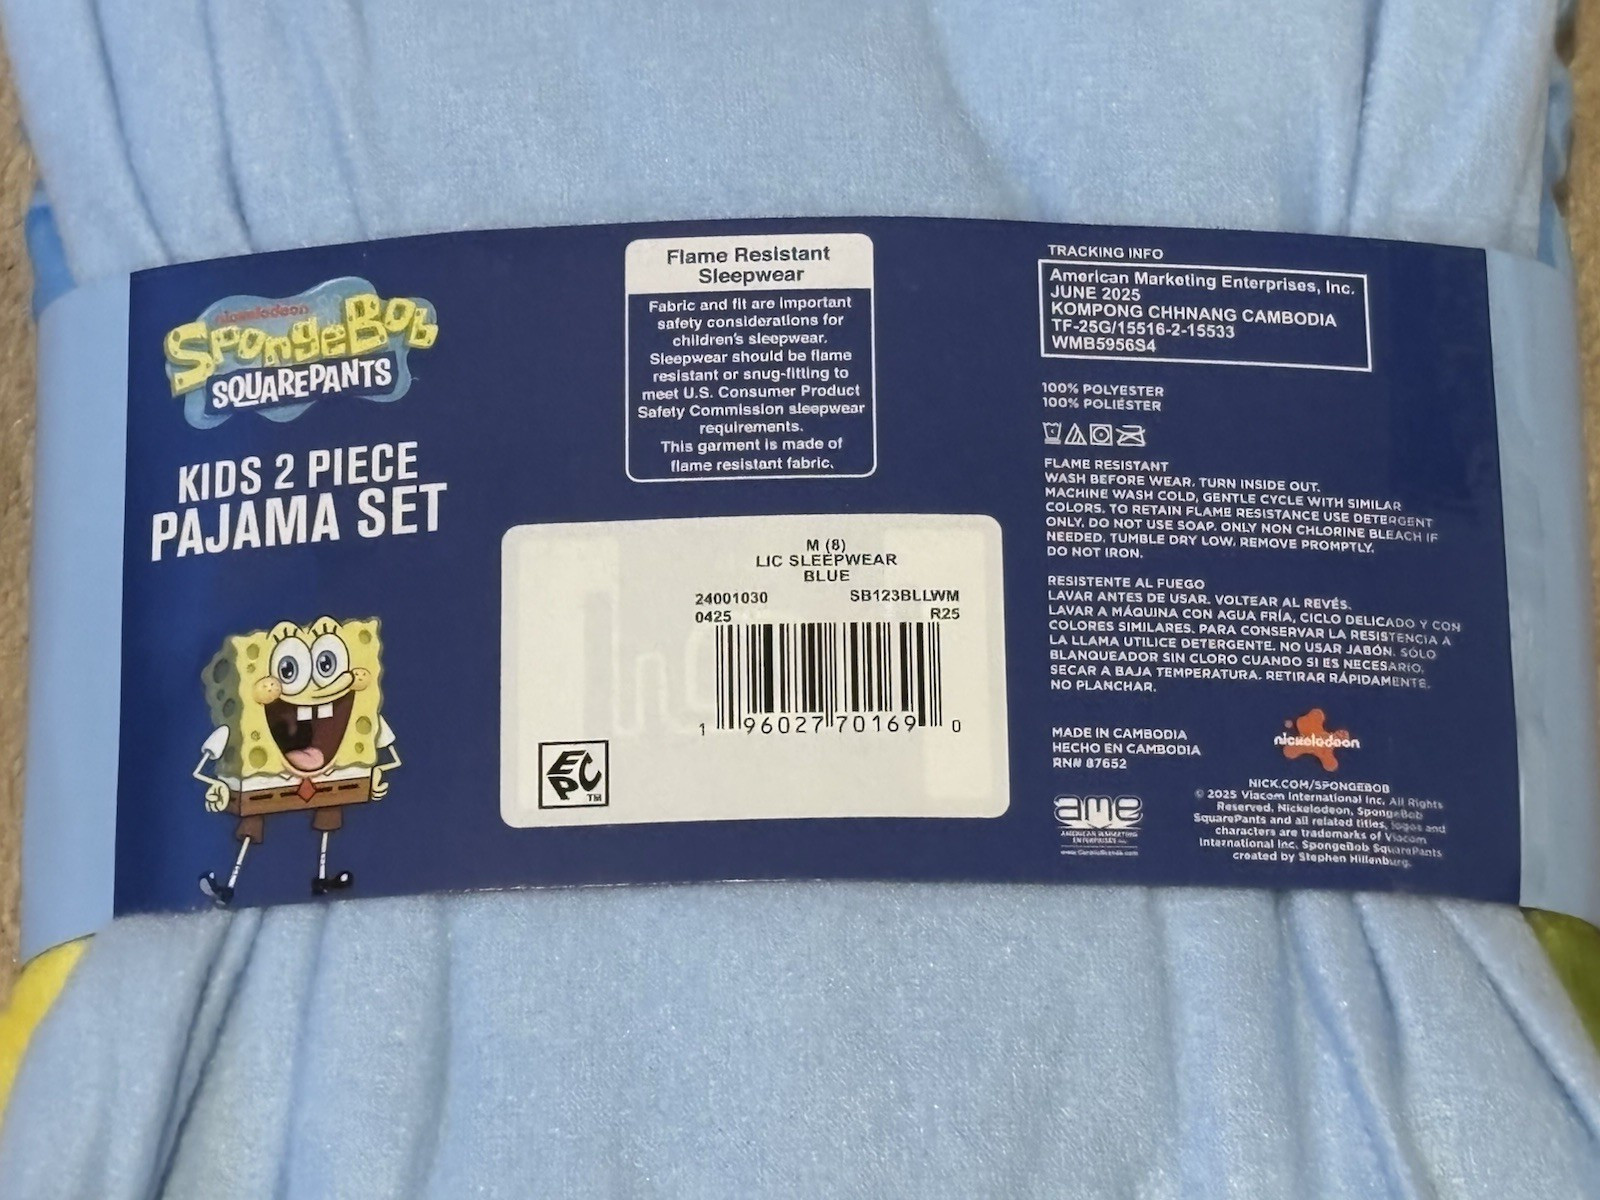 nickelodeon
SPONGEBOB
SQUAREPANTS
KIDS 2 PIECE
PAJAMA SET
Flame Resistant
Sleepwear
Fabric and fit are important
safety considerations for
children's sleepwear.
Sleepwear should be flame
resistant or snug-fitting to
meet U.S. Consumer Product
Safety Commission sleepwear
requirements.
This garment is made of
flame resistant fabric.
M (8)
LIC SLEEPWEAR
BLUE
24001030 SB123BLLWM
0425 R25
1 96027 70169 0
EPC TM
TRACKING INFO
American Marketing Enterprises, Inc.
JUNE 2025
KOMPONG CHHNANG CAMBODIA
TF-25G/15516-2-15533
WMB5956S4
100% POLYESTER
100% POLIÉSTER
FLAME RESISTANT
WASH BEFORE WEAR. TURN INSIDE OUT.
MACHINE WASH COLD, GENTLE CYCLE WITH SIMILAR
COLORS. TO RETAIN FLAME RESISTANCE USE DETERGENT
ONLY. DO NOT USE SOAP. ONLY NON CHLORINE BLEACH IF
NEEDED. TUMBLE DRY LOW. REMOVE PROMPTLY.
DO NOT IRON.
RESISTENTE AL FUEGO
LAVAR ANTES DE USAR. VOLTEAR AL REVÉS.
LAVAR A MÁQUINA CON AGUA FRÍA, CICLO DELICADO Y CON
COLORES SIMILARES. PARA CONSERVAR LA RESISTENCIA A
LA LLAMA UTILICE DETERGENTE. NO USAR JABÓN. SÓLO
BLANQUEADOR SIN CLORO CUANDO SI ES NECESARIO.
SECAR A BAJA TEMPERATURA. RETIRAR RÁPIDAMENTE.
NO PLANCHAR.
MADE IN CAMBODIA
HECHO EN CAMBODIA
RN# 87652
ame
AMERICAN MARKETING
ENTERPRISES INC.
nickelodeon
NICK.COM/SPONGEBOB
© 2025 Viacom International Inc. All Rights
Reserved. Nickelodeon, SpongeBob
SquarePants and all related titles, logos and
characters are trademarks of Viacom
International Inc. SpongeBob SquarePants
created by Stephen Hillenburg.